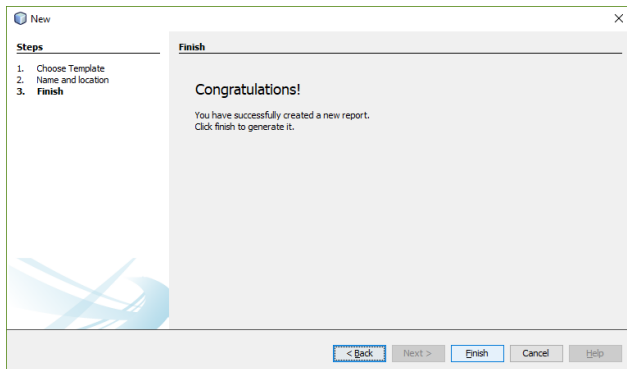 New
Steps
1. Choose Template
2. Name and location
3. Finish
Finish
Congratulations!
You have successfully created a new report.
Click finish to generate it.
< Back Next > Finish Cancel Help